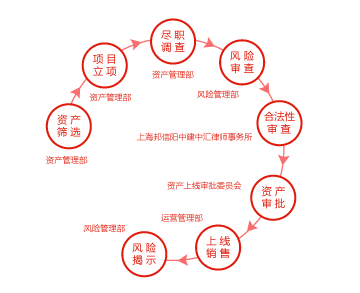 资产
筛选
资产管理部
项目
立项
资产管理部
尽职
调查
资产管理部
风险
审查
风险管理部
合法性
审查
上海邦信阳中建中汇律师事务所
资产
审批
资产上线审批委员会
上线
销售
运营管理部
风险
揭示
风险管理部